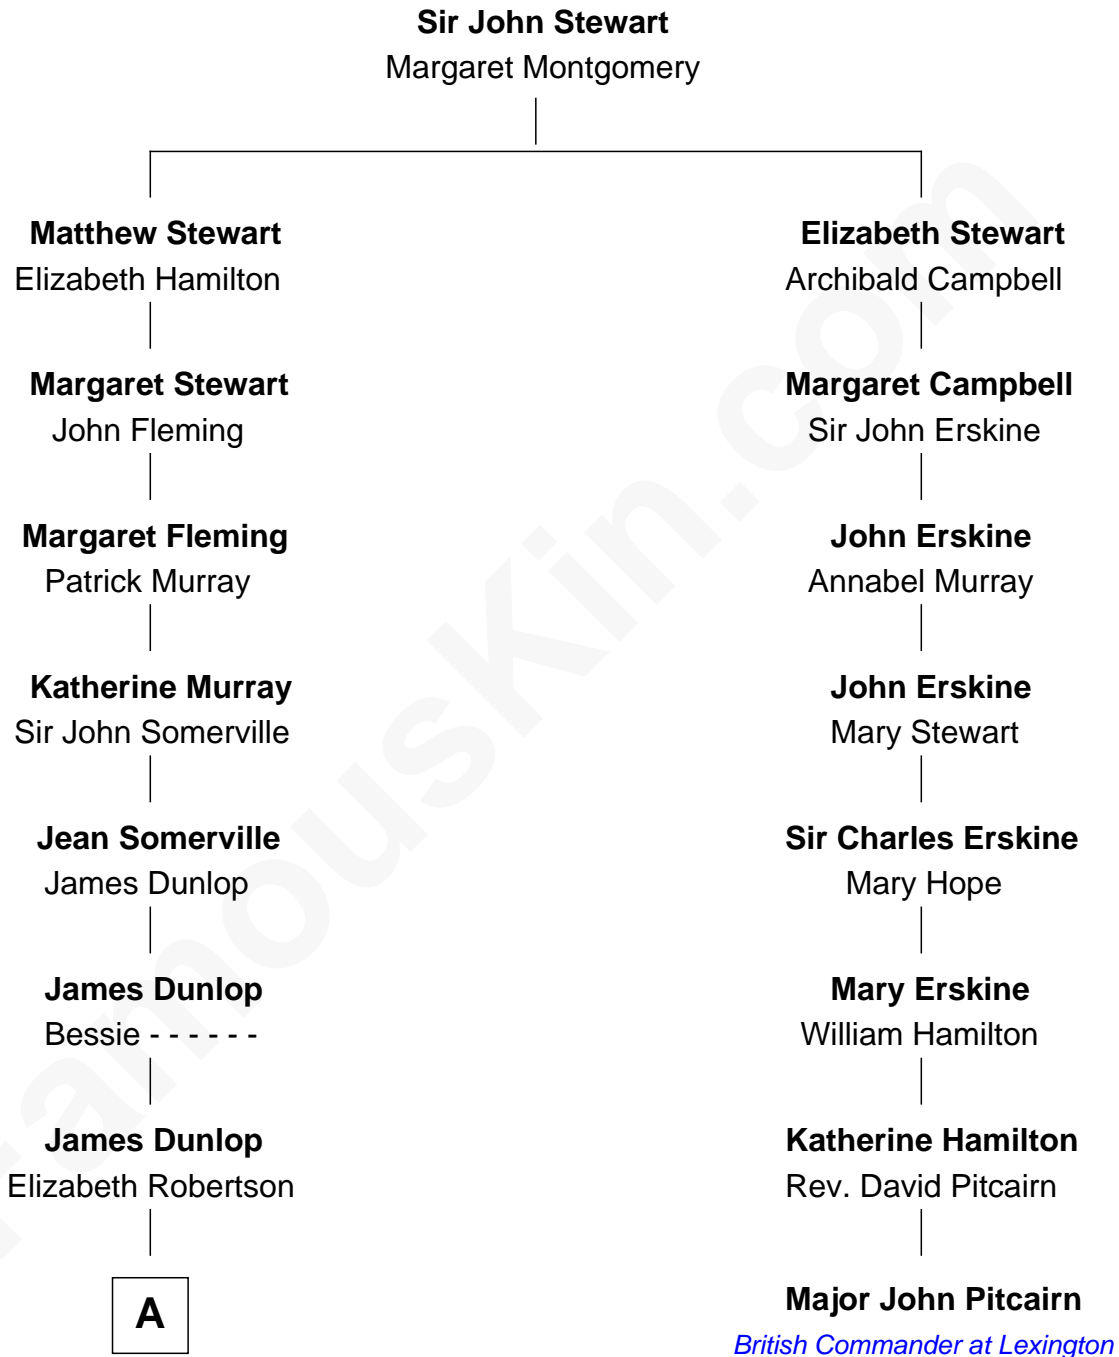 Sir John Stewart
Margaret Montgomery
Matthew Stewart
Elizabeth Hamilton
Margaret Stewart
John Fleming
Margaret Fleming
Patrick Murray
Katherine Murray
Sir John Somerville
Jean Somerville
James Dunlop
James Dunlop
Bessie - - - - - -
James Dunlop
Elizabeth Robertson
A
Elizabeth Stewart
Archibald Campbell
Margaret Campbell
Sir John Erskine
John Erskine
Annabel Murray
John Erskine
Mary Stewart
Sir Charles Erskine
Mary Hope
Mary Erskine
William Hamilton
Katherine Hamilton
Rev. David Pitcairn
Major John Pitcairn
British Commander at Lexington
FamousKin.com